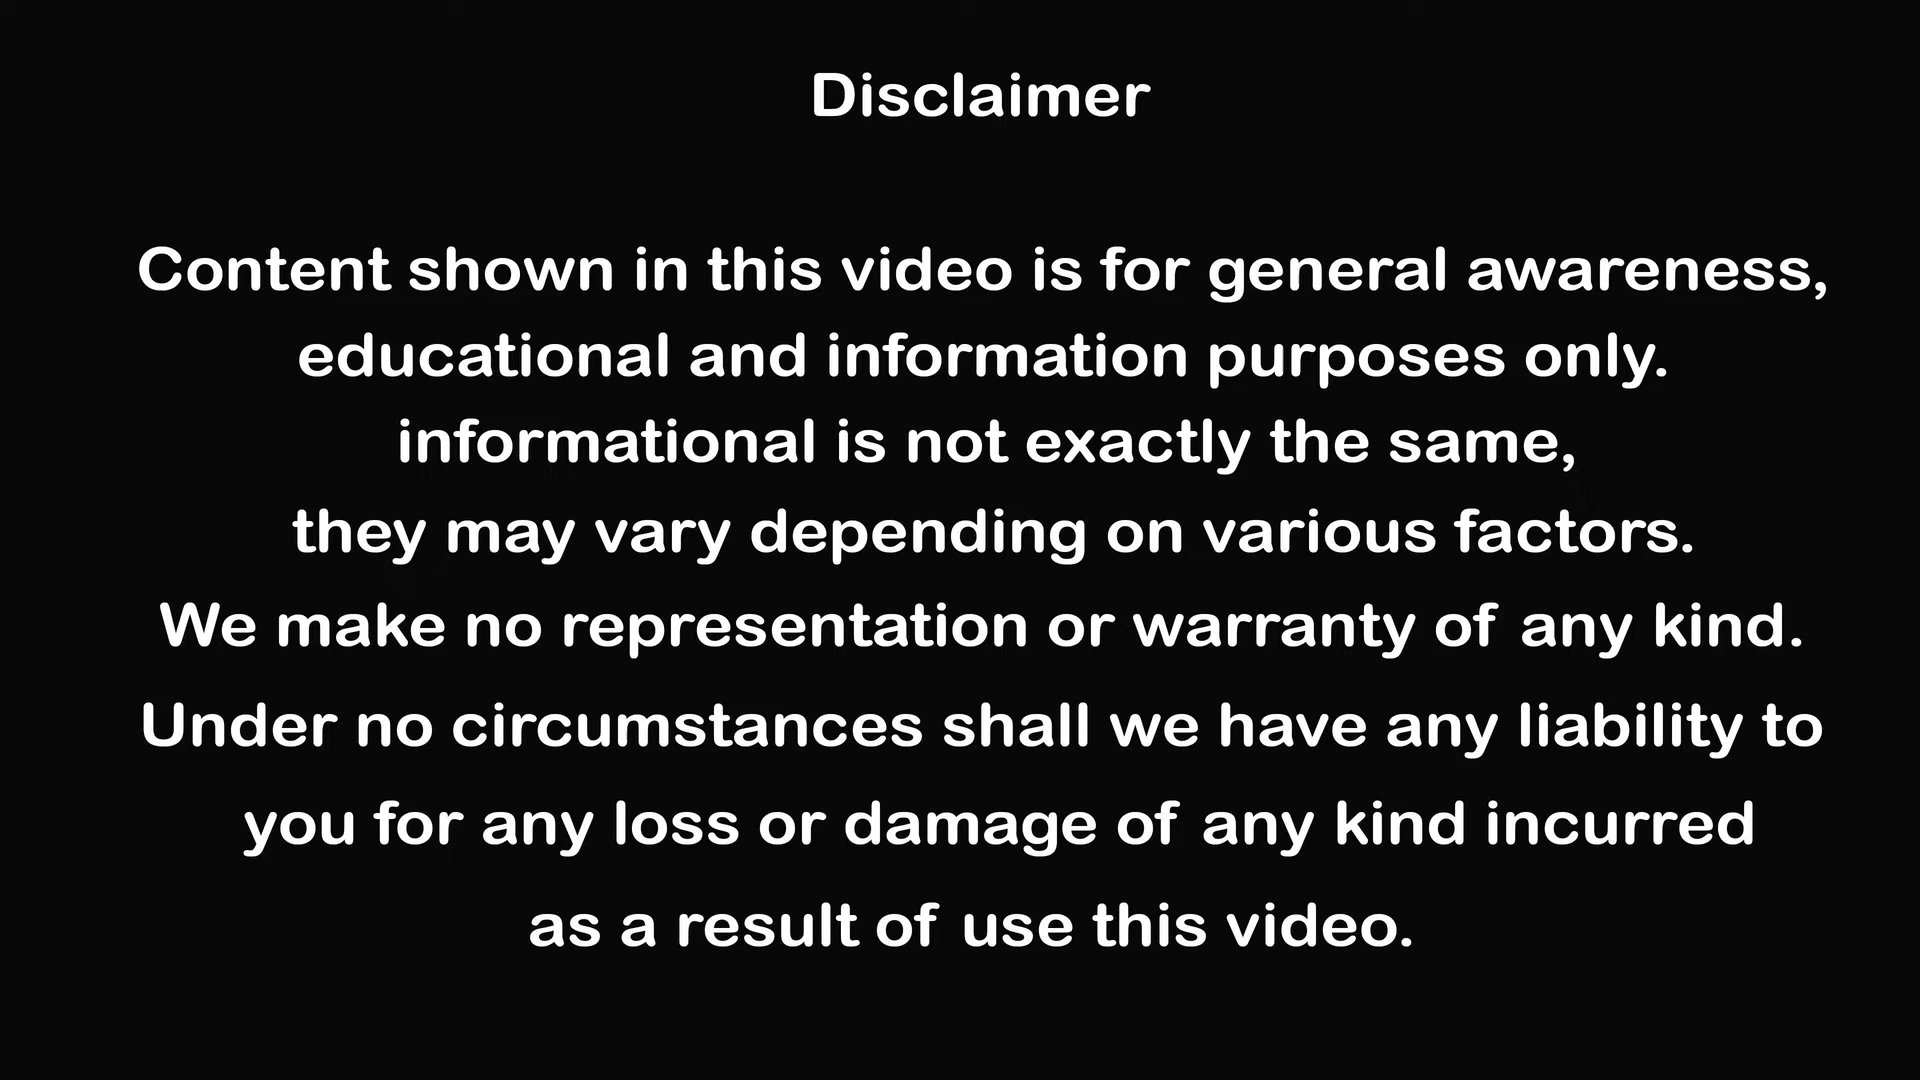 Disclaimer
Content shown in this video is for general awareness,
educational and information purposes only.
informational is not exactly the same,
they may vary depending on various factors.
We make no representation or warranty of any kind.
Under no circumstances shall we have any liability to
you for any loss or damage of any kind incurred
as a result of use this video.